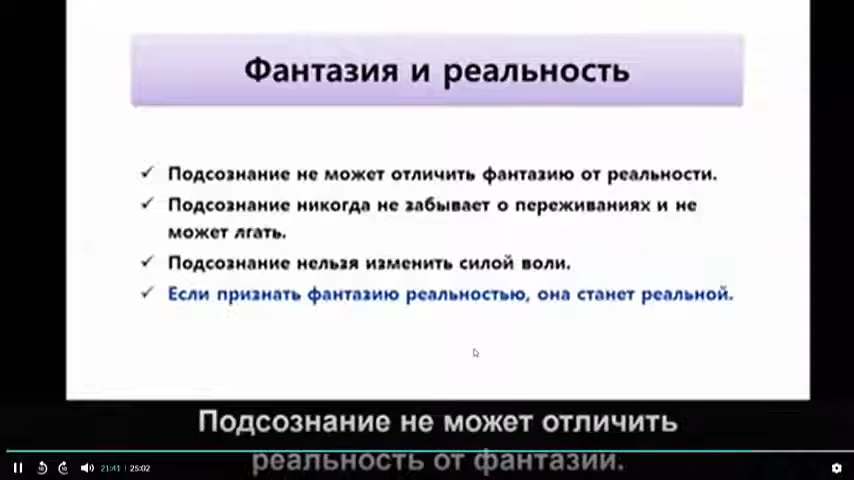 Фантазия и реальность
Подсознание не может отличить фантазию от реальности.
Подсознание никогда не забывает о переживаниях и не
может лгать.
Подсознание нельзя изменить силой воли.
Если признать фантазию реальностью, она станет реальной.
Подсознание не может отличить
реальность от фантазии.
21:41 | 25:02